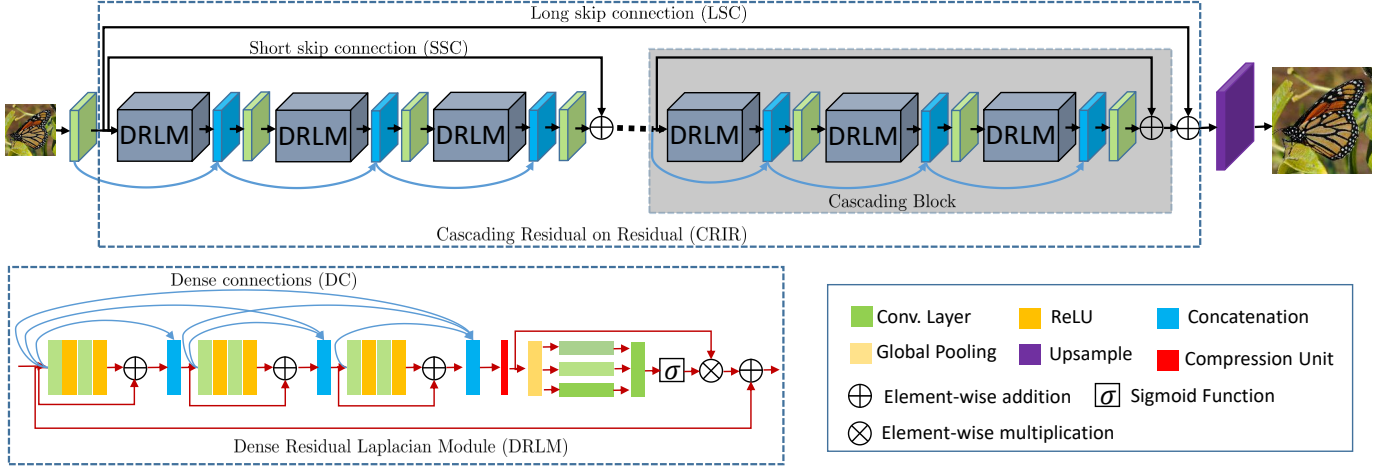 Long skip connection (LSC)
Short skip connection (SSC)
DRLM DRLM DRLM DRLM DRLM DRLM
Cascading Block
Cascading Residual on Residual (CRIR)
Dense connections (DC)
σ
Dense Residual Laplacian Module (DRLM)
Conv. Layer ReLU Concatenation
Global Pooling Upsample Compression Unit
Element-wise addition σ Sigmoid Function
Element-wise multiplication